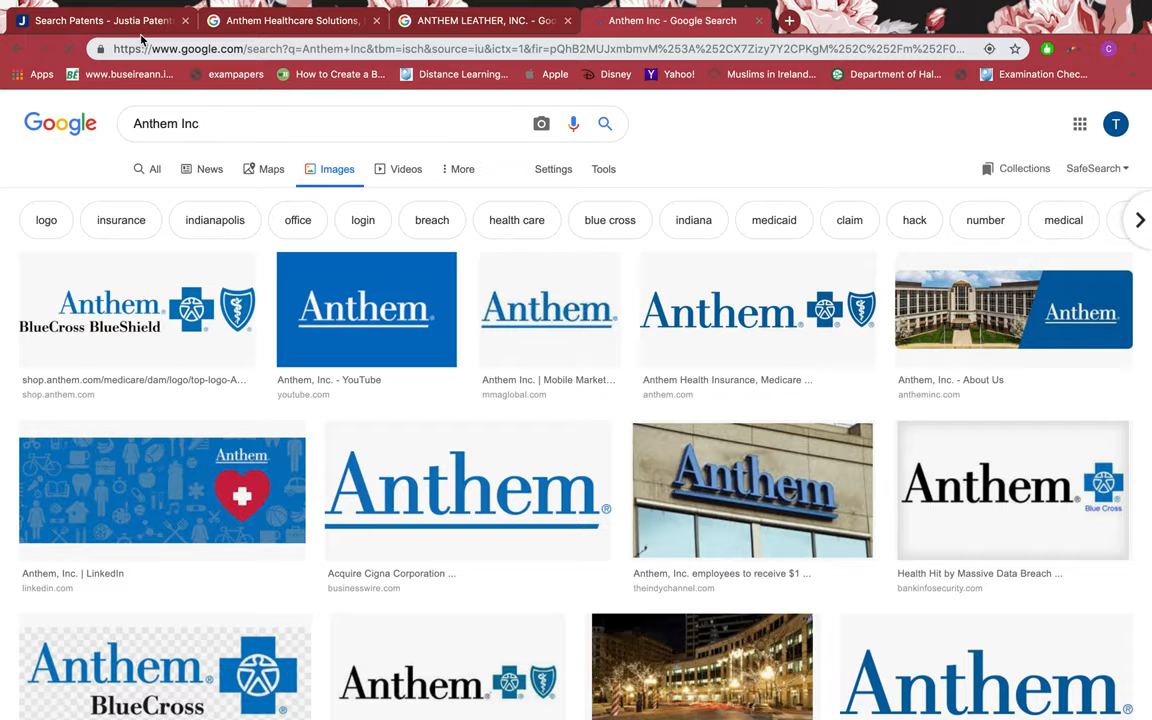 Search Patents - Justia Patent
Anthem Healthcare Solutions,
ANTHEM LEATHER, INC. - Goo
Anthem Inc - Google Search
https://www.google.com/search?q=Anthem+Inc&tbm=isch&source=iu&ictx=1&fir=pQhB2MUJxmbmvM%253A%252CX7Zizy7Y2CPKgM%252C%252Fm%252F0...
C
Apps
www.buseireann.i...
exampapers
How to Create a B...
Distance Learning...
Apple
Disney
Yahoo!
Muslims in Ireland...
Department of Hal...
Examination Chec...
Google
Anthem Inc
T
All
News
Maps
Images
Videos
More
Settings
Tools
Collections
SafeSearch
logo
insurance
indianapolis
office
login
breach
health care
blue cross
indiana
medicaid
claim
hack
number
medical
Anthem.
BlueCross BlueShield
Anthem.
Anthem.
Anthem.
Anthem.
shop.anthem.com/medicare/dam/logo/top-logo-A...
shop.anthem.com
Anthem, Inc. - YouTube
youtube.com
Anthem Inc. | Mobile Market...
mmaglobal.com
Anthem Health Insurance, Medicare ...
anthem.com
Anthem, Inc. - About Us
antheminc.com
Anthem.
Anthem.®
Anthem
Anthem.®
Blue Cross
Anthem, Inc. | LinkedIn
linkedin.com
Acquire Cigna Corporation ...
businesswire.com
Anthem, Inc. employees to receive $1 ...
theindychannel.com
Health Hit by Massive Data Breach ...
bankinfosecurity.com
Anthem.
BlueCross
Anthem.
Anthem.®